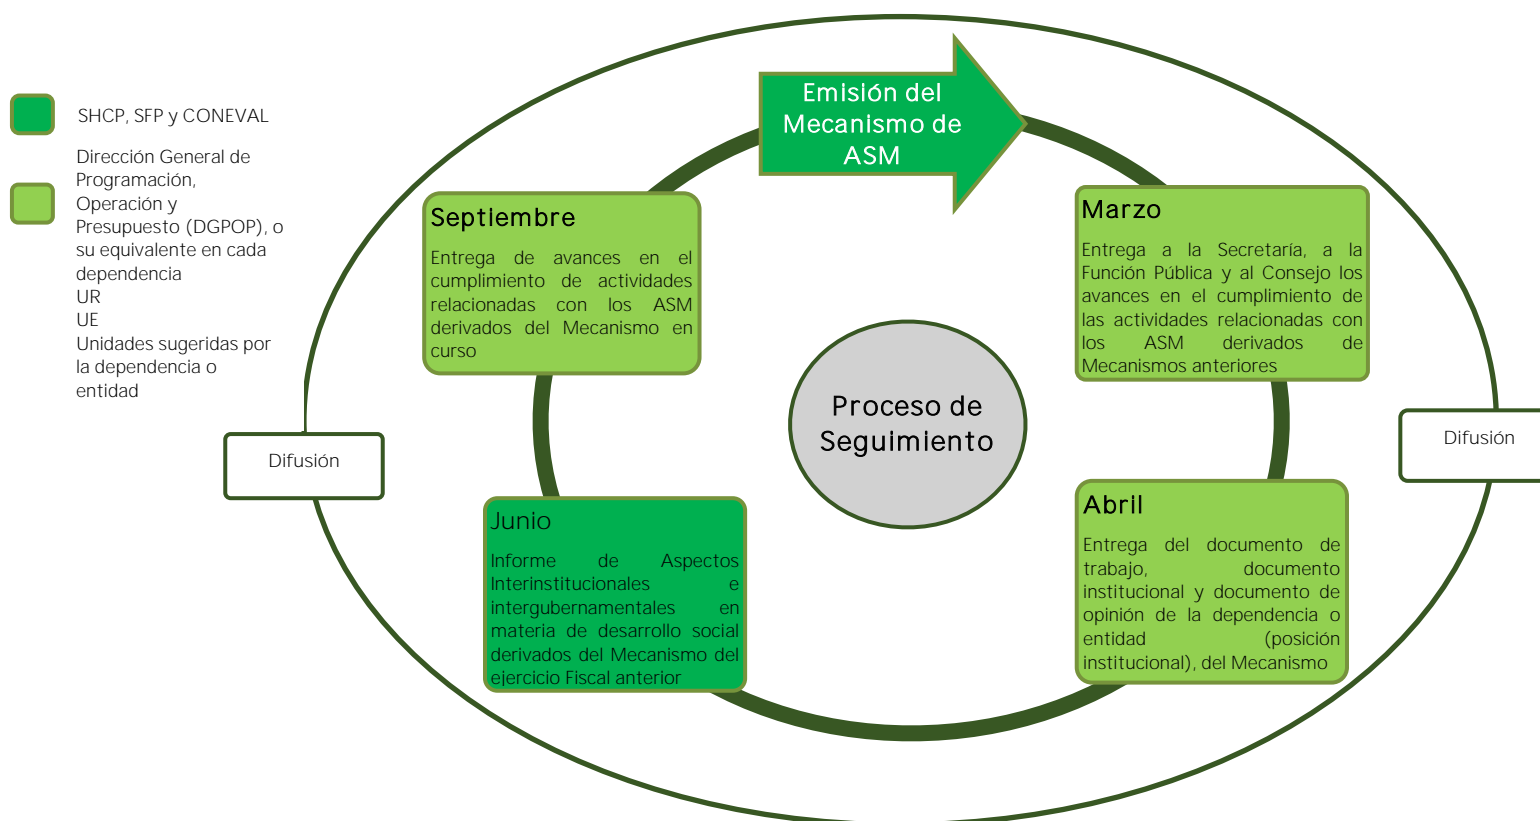 SHCP, SFP y CONEVAL
Dirección General de
Programación,
Operación y
Presupuesto (DGPOP), o
su equivalente en cada
dependencia
UR
UE
Unidades sugeridas por
la dependencia o
entidad
Emisión del
Mecanismo de
ASM
Marzo
Entrega a la Secretaría, a la
Función Pública y al Consejo los
avances en el cumplimiento de
las actividades relacionadas con
los ASM derivados de
Mecanismos anteriores
Abril
Entrega del documento de
trabajo, documento
institucional y documento de
opinión de la dependencia o
entidad (posición
institucional), del Mecanismo
Junio
Informe de Aspectos
Interinstitucionales e
intergubernamentales en
materia de desarrollo social
derivados del Mecanismo del
ejercicio Fiscal anterior
Septiembre
Entrega de avances en el
cumplimiento de actividades
relacionadas con los ASM
derivados del Mecanismo en
curso
Proceso de
Seguimiento
Difusión
Difusión